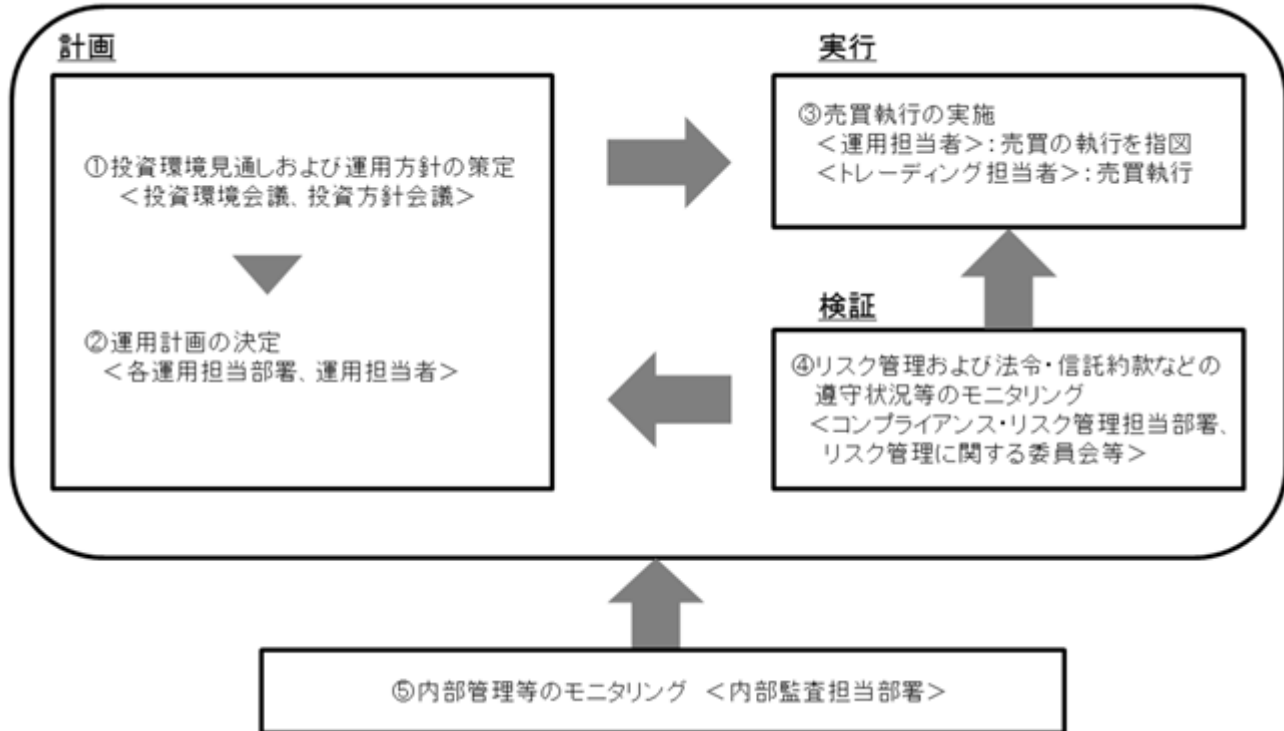 計画
①投資環境見通しおよび運用方針の策定
＜投資環境会議、投資方針会議＞
②運用計画の決定
＜各運用担当部署、運用担当者＞
実行
③売買執行の実施
＜運用担当者＞：売買の執行を指図
＜トレーディング担当者＞：売買執行
検証
④リスク管理および法令・信託約款などの
遵守状況等のモニタリング
＜コンプライアンス・リスク管理担当部署、
リスク管理に関する委員会等＞
⑤内部管理等のモニタリング ＜内部監査担当部署＞